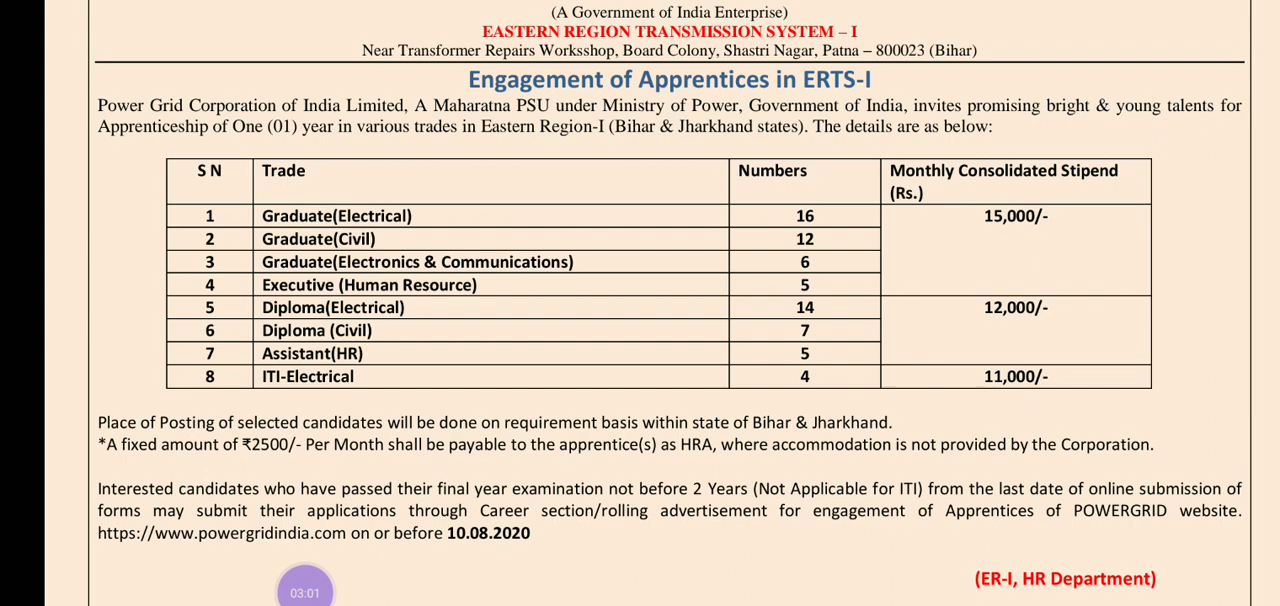 (A Government of India Enterprise)
EASTERN REGION TRANSMISSION SYSTEM – I
Near Transformer Repairs Worksshop, Board Colony, Shastri Nagar, Patna – 800023 (Bihar)
Engagement of Apprentices in ERTS-I
Power Grid Corporation of India Limited, A Maharatna PSU under Ministry of Power, Government of India, invites promising bright & young talents for
Apprenticeship of One (01) year in various trades in Eastern Region-I (Bihar & Jharkhand states). The details are as below:
S N Trade Numbers Monthly Consolidated Stipend
(Rs.)
1 Graduate(Electrical) 16 15,000/-
2 Graduate(Civil) 12
3 Graduate(Electronics & Communications) 6
4 Executive (Human Resource) 5
5 Diploma(Electrical) 14 12,000/-
6 Diploma (Civil) 7
7 Assistant(HR) 5
8 ITI-Electrical 4 11,000/-
Place of Posting of selected candidates will be done on requirement basis within state of Bihar & Jharkhand.
*A fixed amount of ₹2500/- Per Month shall be payable to the apprentice(s) as HRA, where accommodation is not provided by the Corporation.
Interested candidates who have passed their final year examination not before 2 Years (Not Applicable for ITI) from the last date of online submission of
forms may submit their applications through Career section/rolling advertisement for engagement of Apprentices of POWERGRID website.
https://www.powergridindia.com on or before 10.08.2020
03:01
(ER-I, HR Department)